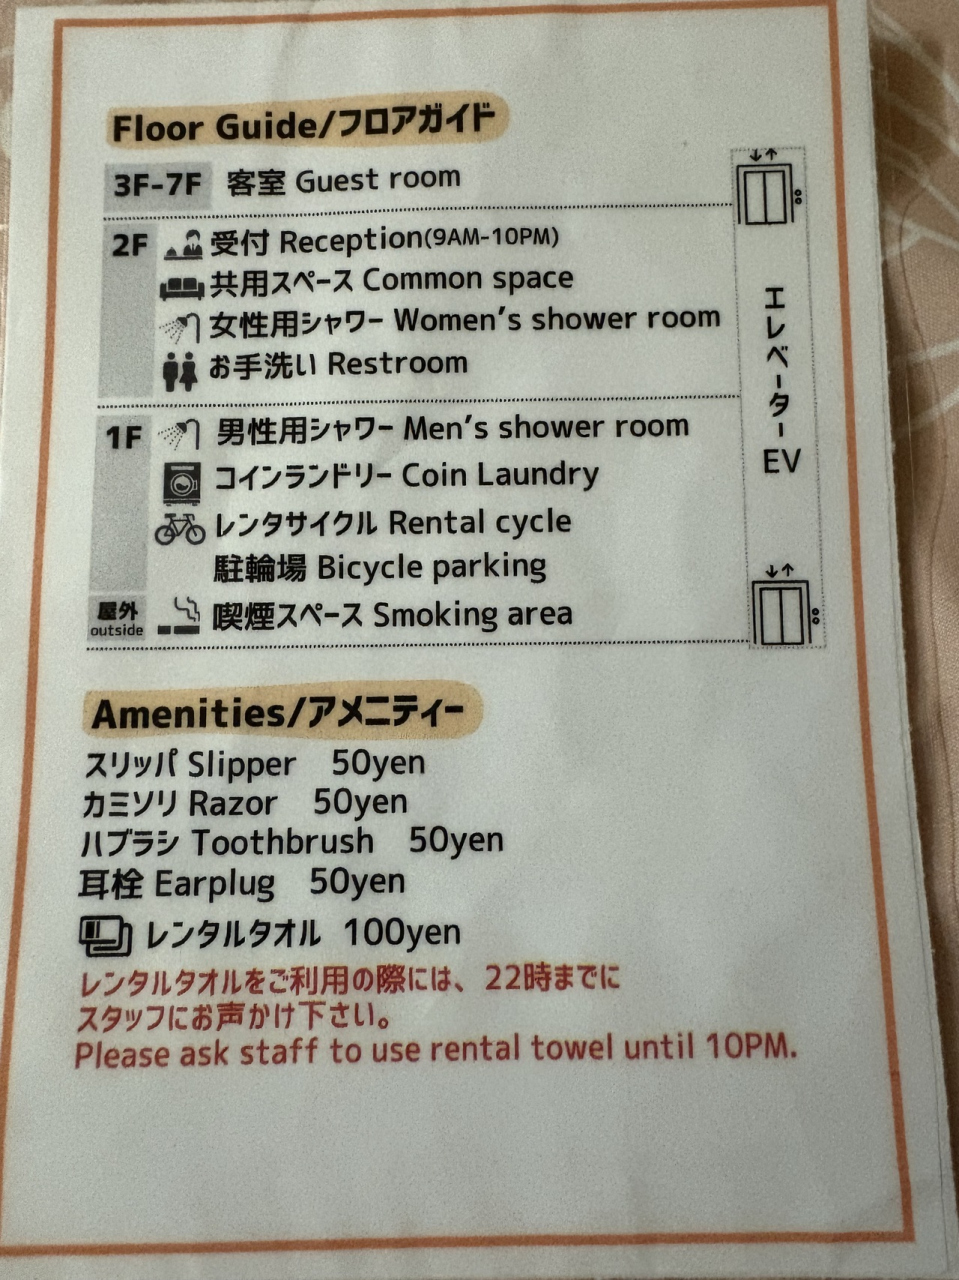 Floor Guide/フロアガイド
3F-7F 客室 Guest room
2F 受付 Reception(9AM-10PM)
共用スペース Common space
女性用シャワー Women's shower room
お手洗い Restroom
1F 男性用シャワー Men's shower room
コインランドリー Coin Laundry
レンタサイクル Rental cycle
駐輪場 Bicycle parking
屋外 outside 喫煙スペース Smoking area
エレベーター EV
Amenities/アメニティー
スリッパ Slipper 50yen
カミソリ Razor 50yen
ハブラシ Toothbrush 50yen
耳栓 Earplug 50yen
レンタルタオル 100yen
レンタルタオルをご利用の際には、22時までに
スタッフにお声かけ下さい。
Please ask staff to use rental towel until 10PM.